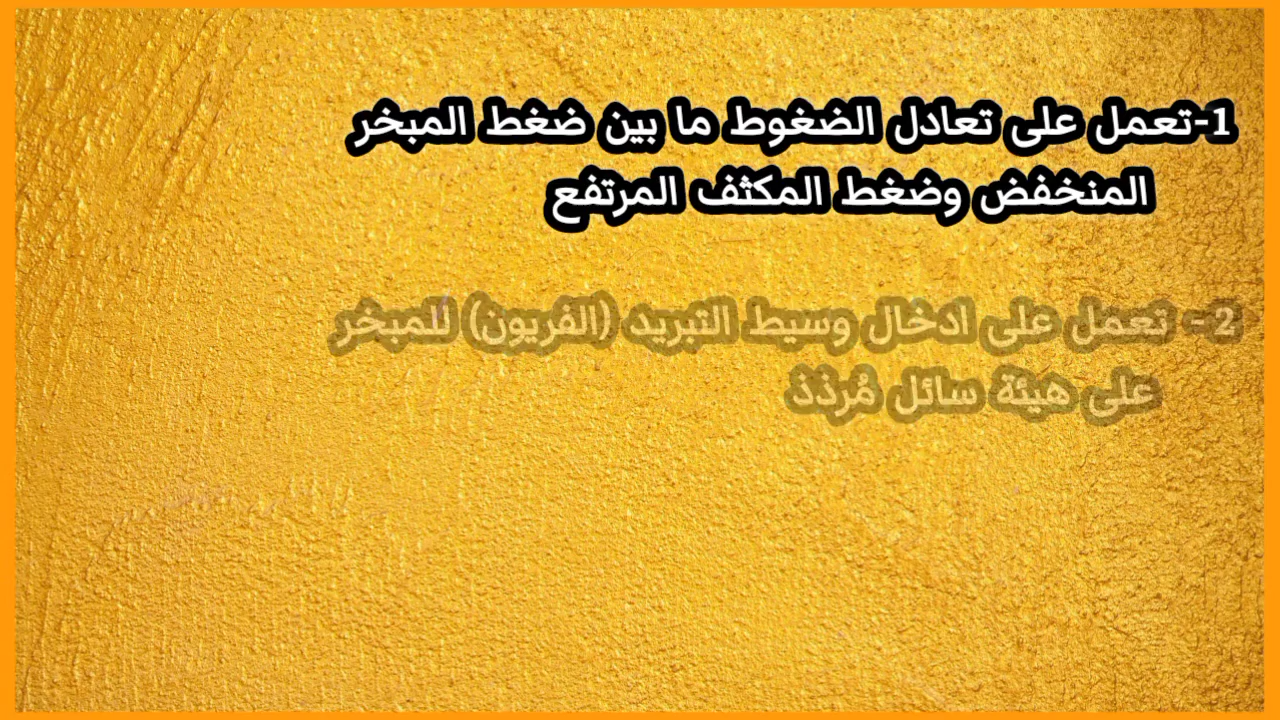 1-تعمل على تعادل الضغوط ما بين ضغط المبخر
المنخفض وضغط المكثف المرتفع
2 - تعمل على ادخال وسيط التبريد (الفريون) للمبخر
على هيئة سائل مُرذذ